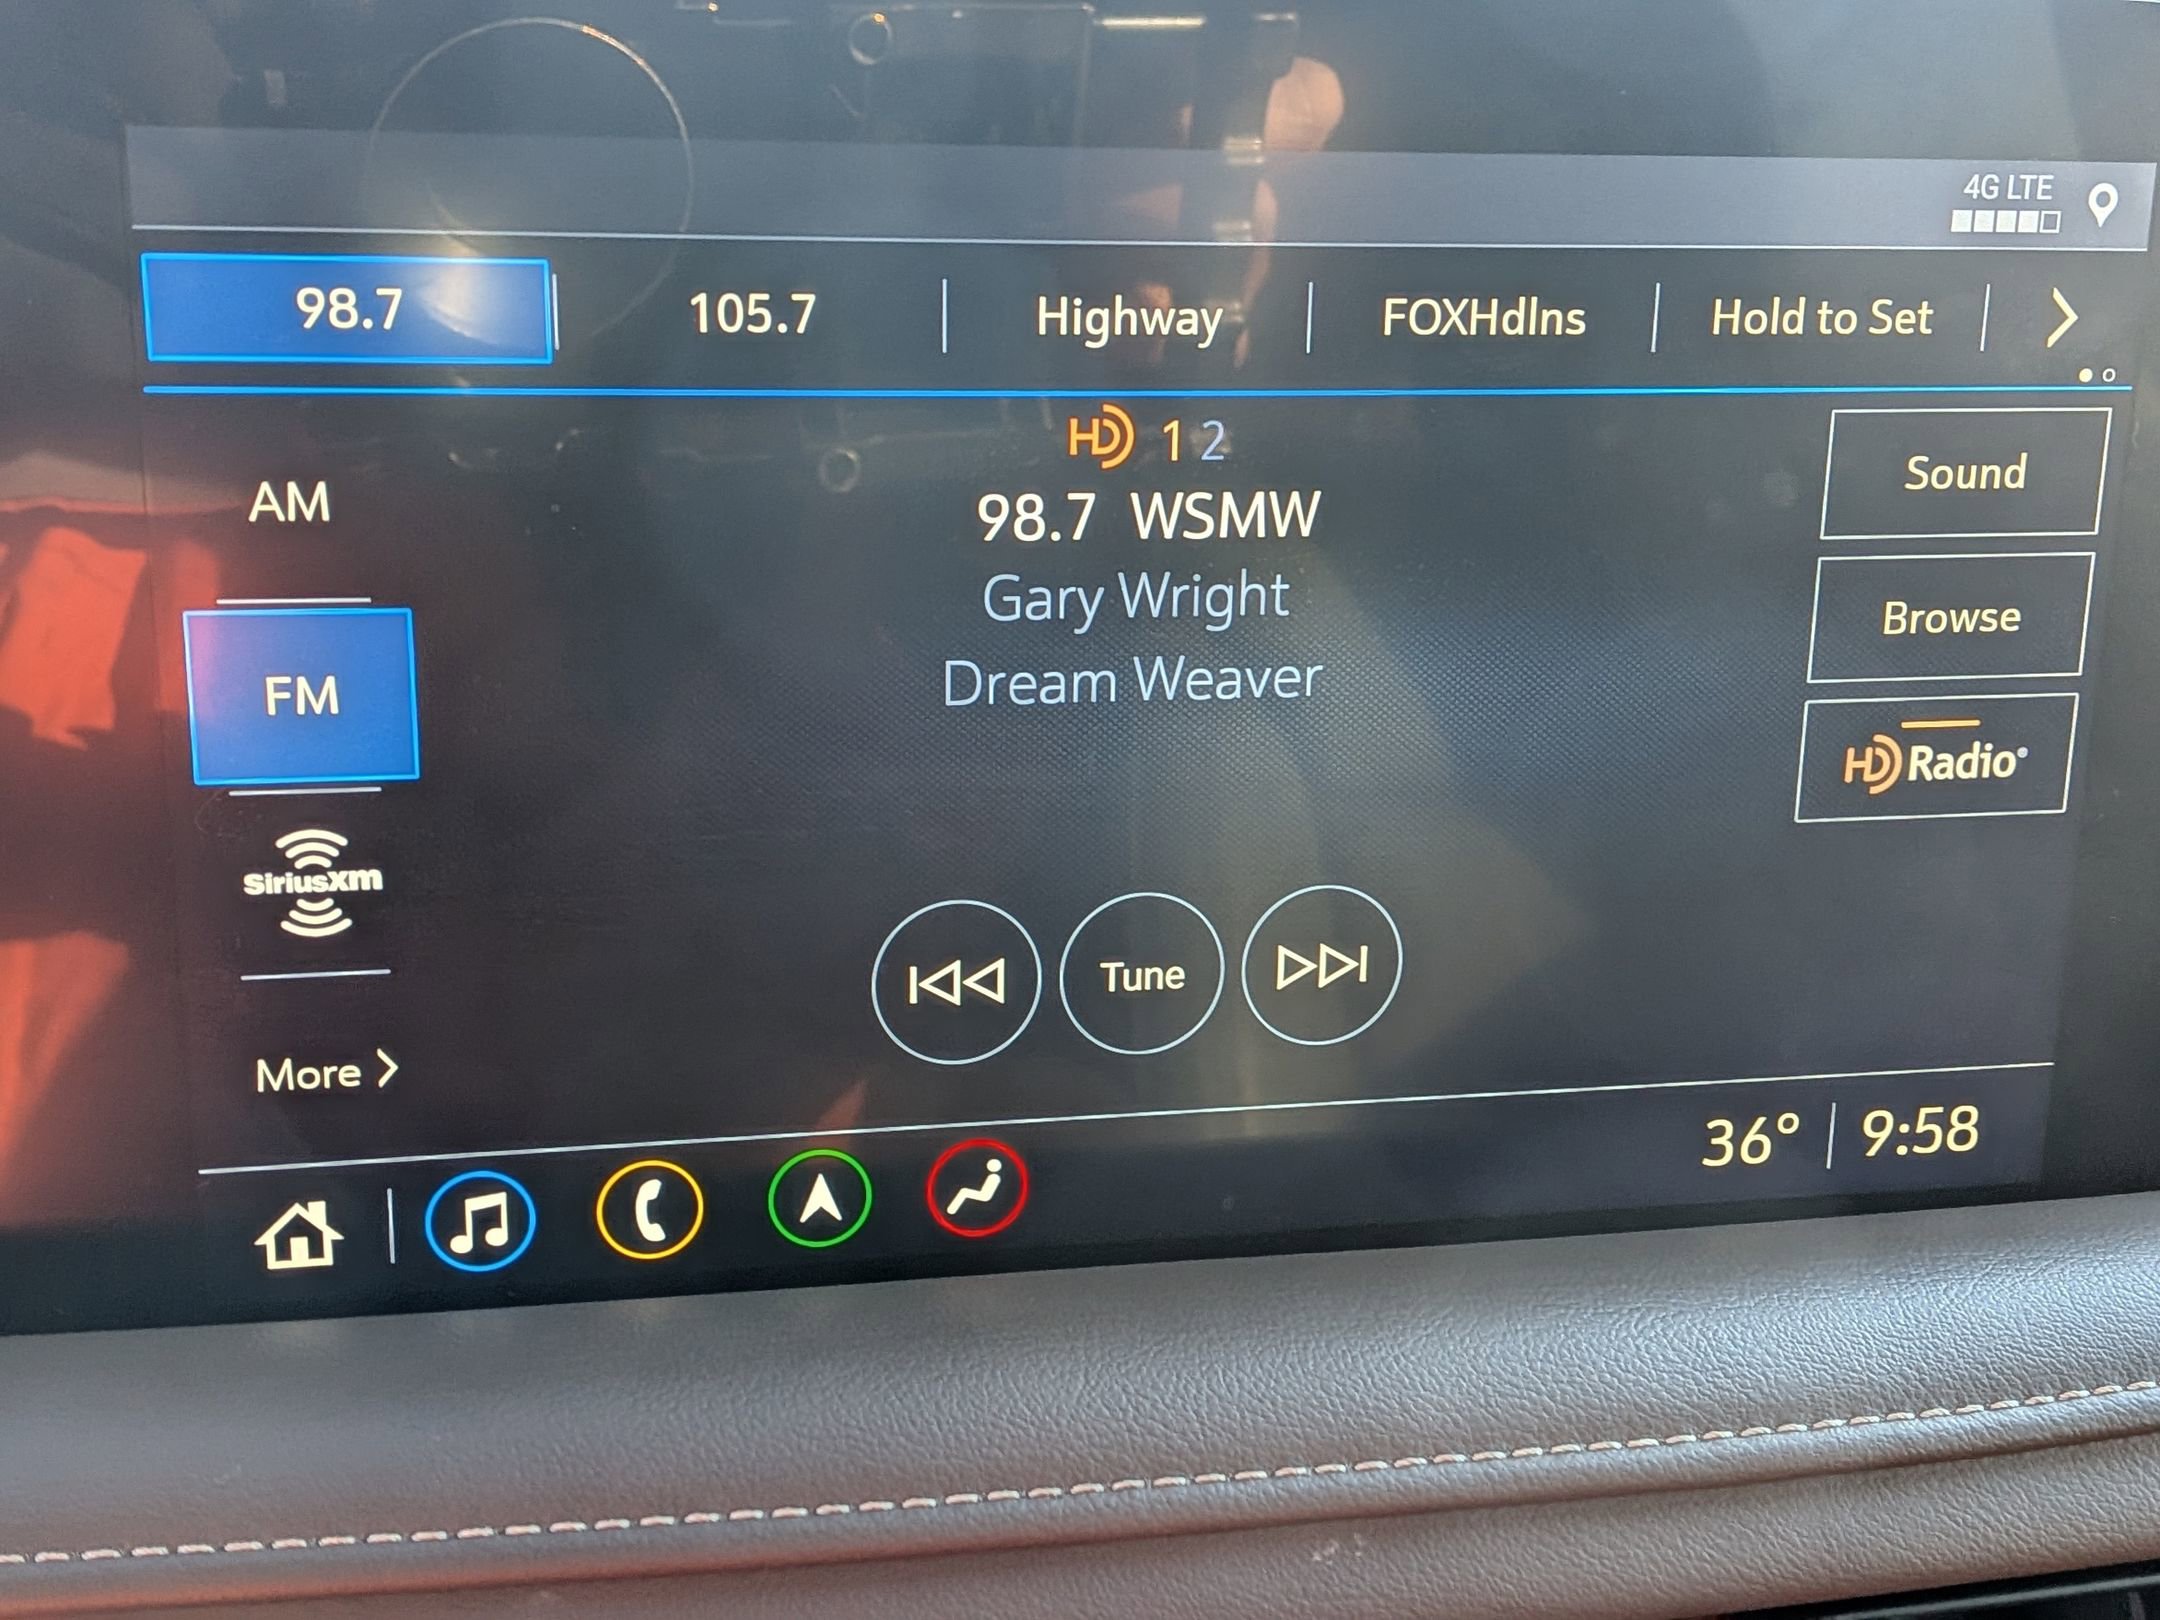 4G LTE
98.7
105.7
Highway
FOXHdlns
Hold to Set
HD 1 2
98.7 WSMW
Gary Wright
Dream Weaver
AM
FM
SiriusXm
More
Sound
Browse
HD Radio®
Tune
36° 9:58